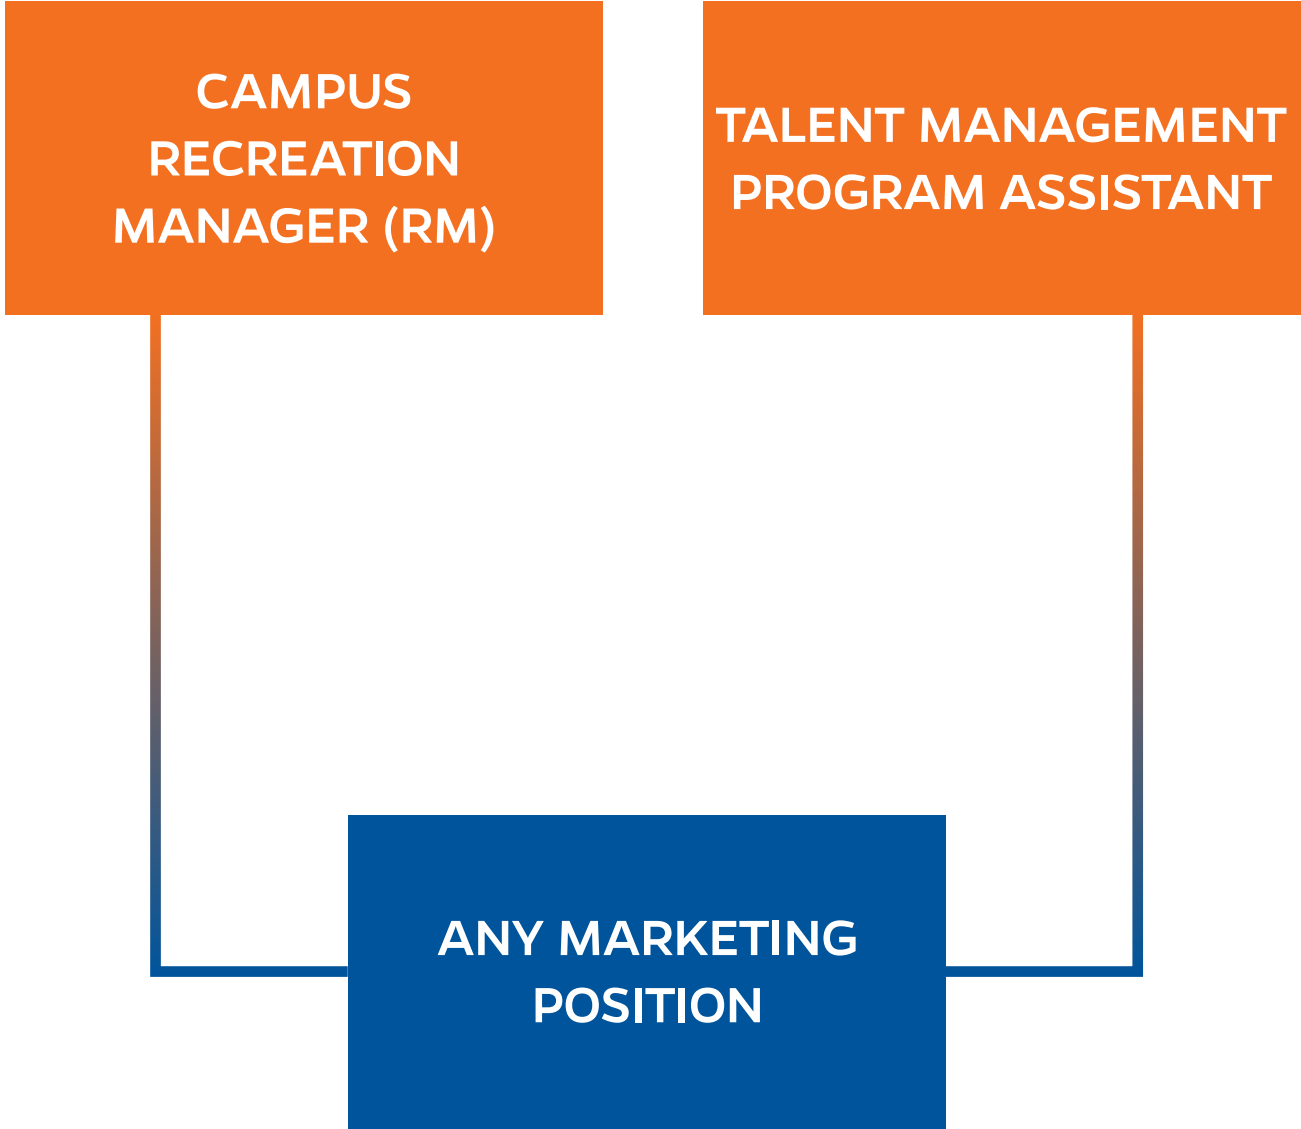 CAMPUS
RECREATION
MANAGER (RM)
TALENT MANAGEMENT
PROGRAM ASSISTANT
ANY MARKETING
POSITION